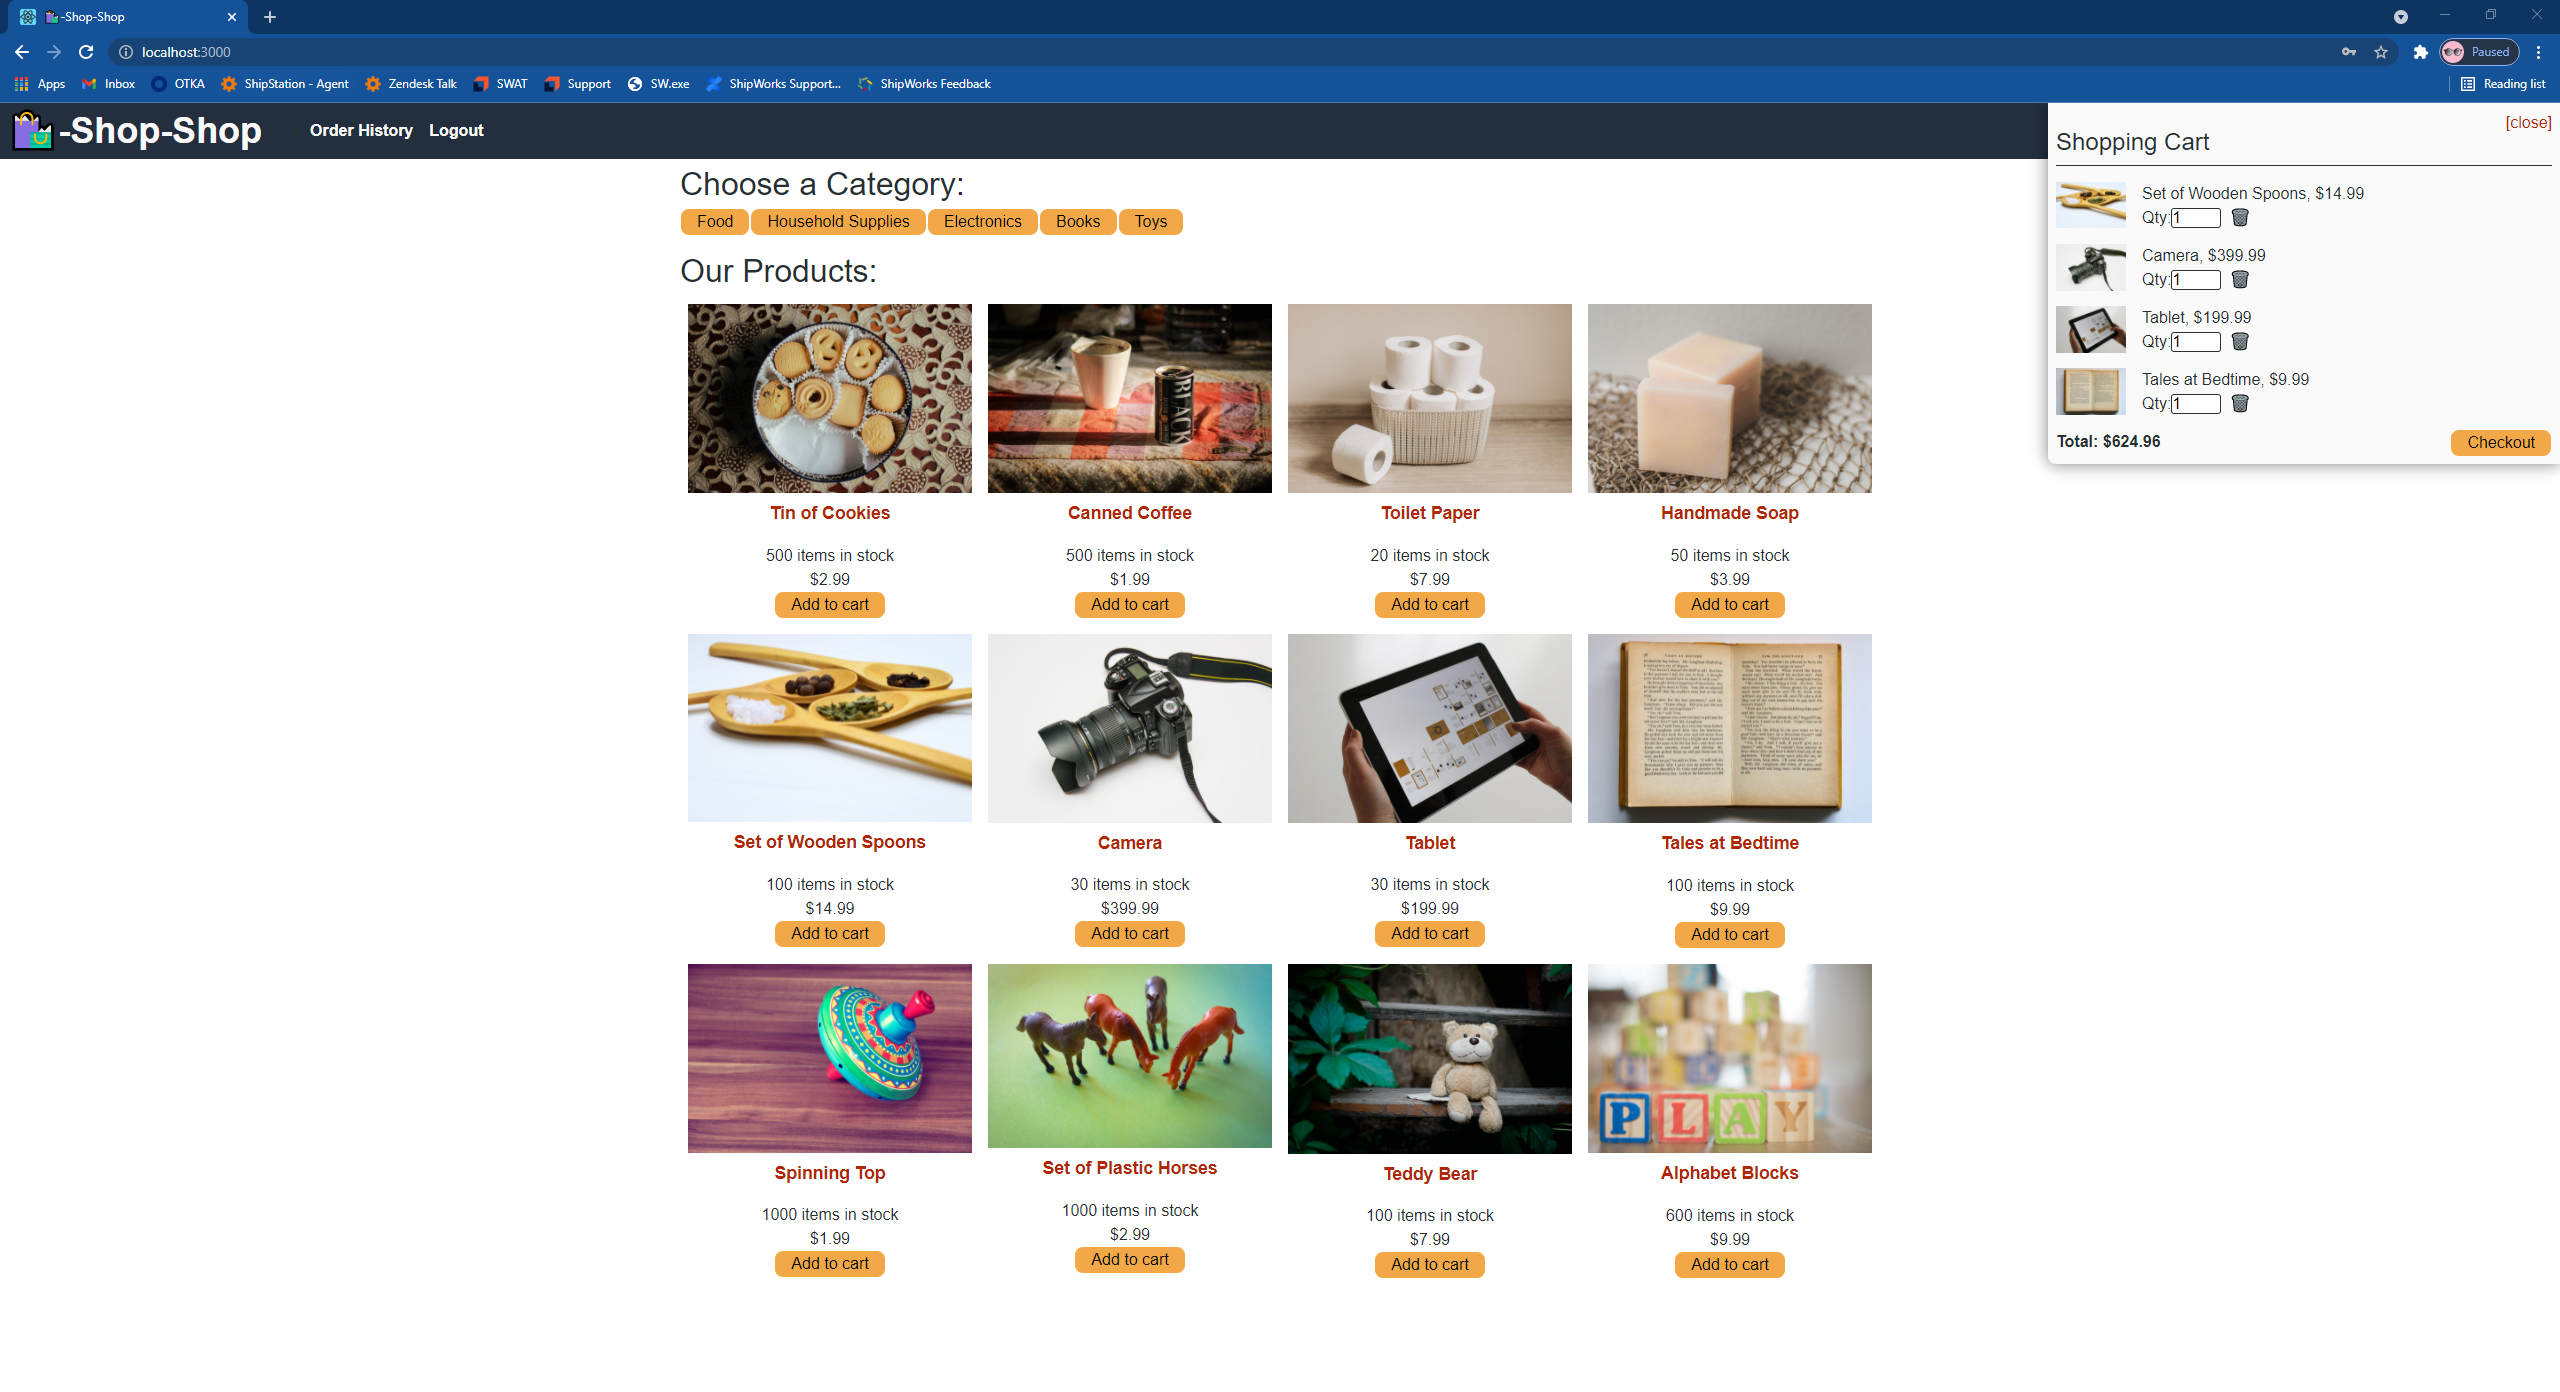 -Shop-Shop
localhost:3000
Paused
Apps Inbox OTKA ShipStation - Agent Zendesk Talk SWAT Support SW.exe ShipWorks Support... ShipWorks Feedback Reading list
-Shop-Shop Order History Logout
[close]
Shopping Cart
Set of Wooden Spoons, $14.99
Qty:1
Camera, $399.99
Qty:1
Tablet, $199.99
Qty:1
Tales at Bedtime, $9.99
Qty:1
Total: $624.96 Checkout
Choose a Category:
Food Household Supplies Electronics Books Toys
Our Products:
BLACK
Tin of Cookies Canned Coffee Toilet Paper Handmade Soap
500 items in stock 500 items in stock 20 items in stock 50 items in stock
$2.99 $1.99 $7.99 $3.99
Add to cart Add to cart Add to cart Add to cart
Set of Wooden Spoons Camera Tablet Tales at Bedtime
100 items in stock 30 items in stock 30 items in stock 100 items in stock
$14.99 $399.99 $199.99 $9.99
Add to cart Add to cart Add to cart Add to cart
PLAY
Spinning Top Set of Plastic Horses Teddy Bear Alphabet Blocks
1000 items in stock 1000 items in stock 100 items in stock 600 items in stock
$1.99 $2.99 $7.99 $9.99
Add to cart Add to cart Add to cart Add to cart